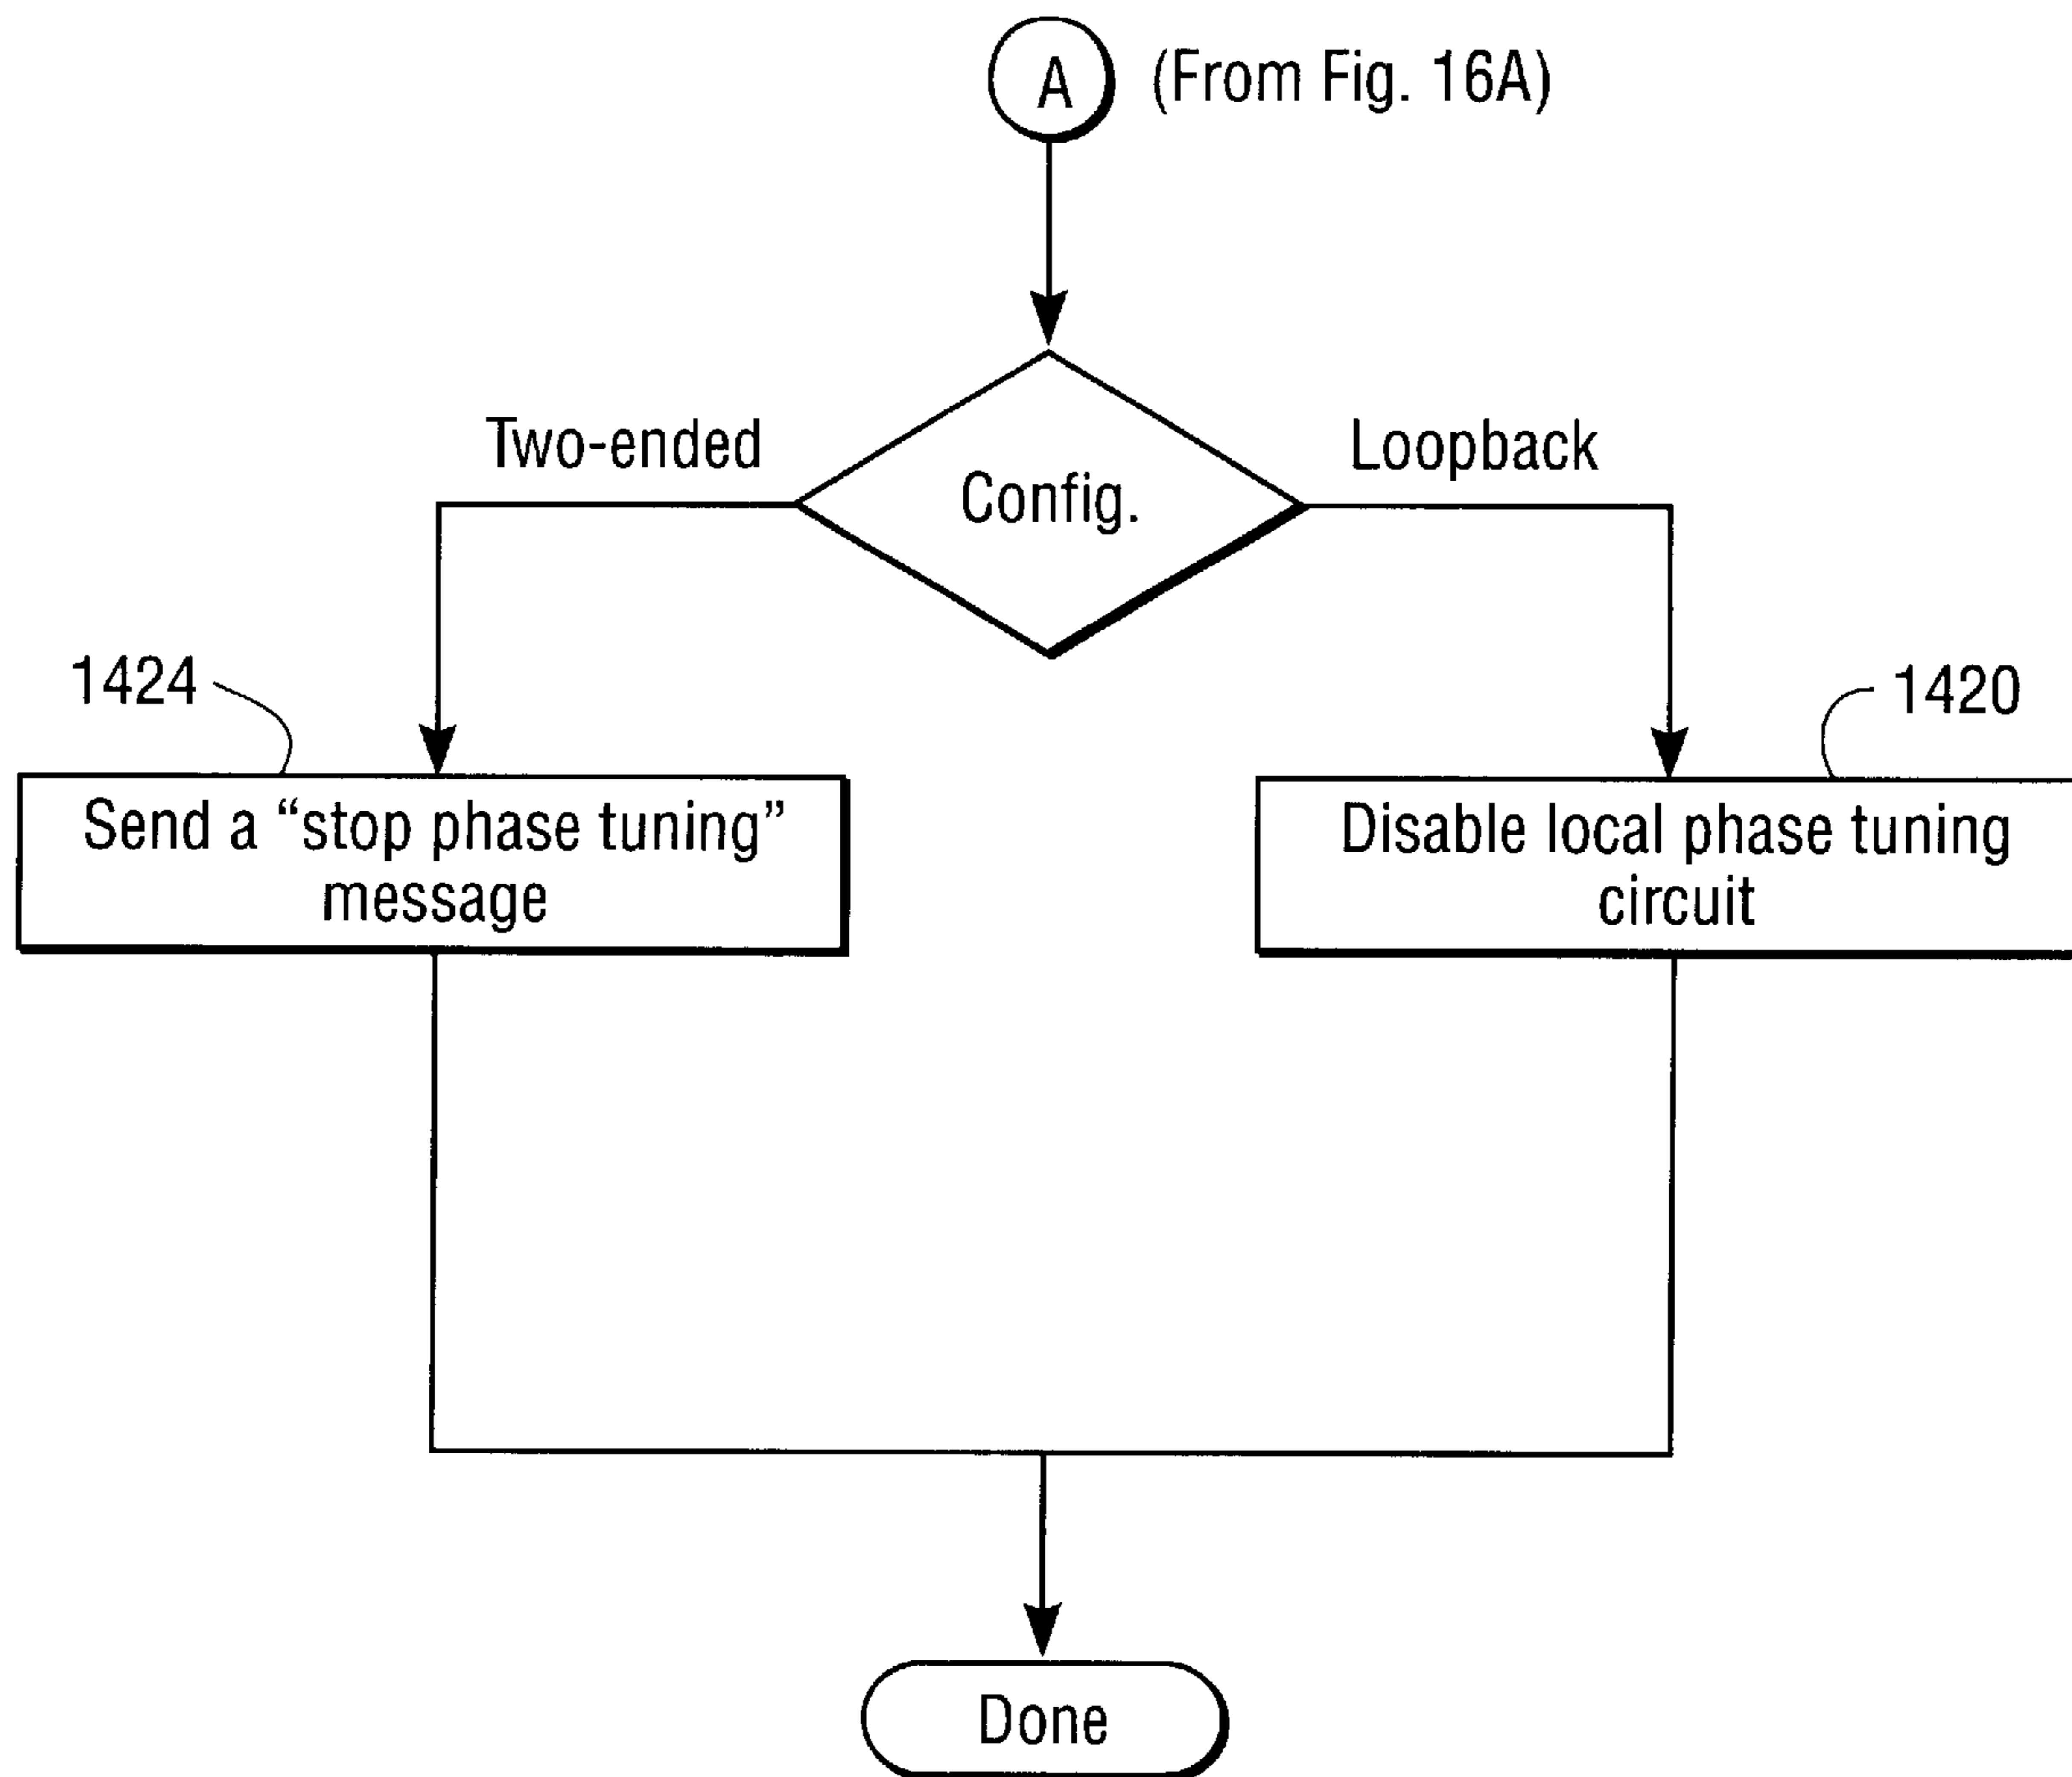 A
(From Fig. 16A)
Two-ended
Config.
Loopback
1424
1420
Send a “stop phase tuning”
message
Disable local phase tuning
circuit
Done